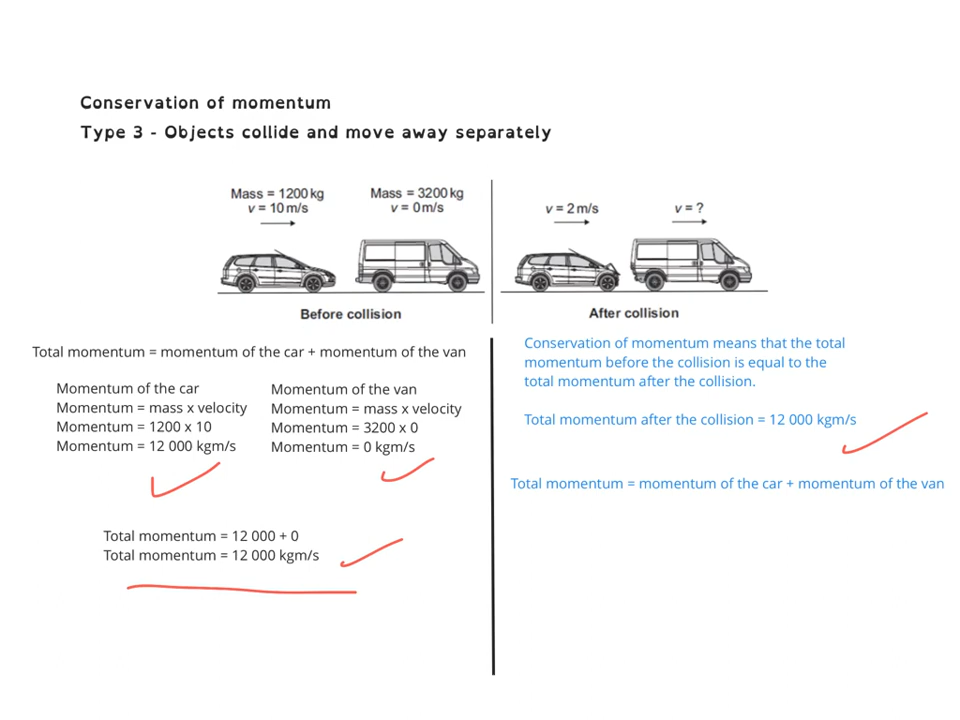 Conservation of momentum
Type 3 - Objects collide and move away separately
Mass = 1200 kg
v = 10 m/s
Mass = 3200 kg
v = 0 m/s
Before collision
v = 2 m/s
v = ?
After collision
Total momentum = momentum of the car + momentum of the van
Momentum of the car
Momentum = mass x velocity
Momentum = 1200 x 10
Momentum = 12 000 kgm/s
Momentum of the van
Momentum = mass x velocity
Momentum = 3200 x 0
Momentum = 0 kgm/s
Total momentum = 12 000 + 0
Total momentum = 12 000 kgm/s
Conservation of momentum means that the total
momentum before the collision is equal to the
total momentum after the collision.
Total momentum after the collision = 12 000 kgm/s
Total momentum = momentum of the car + momentum of the van